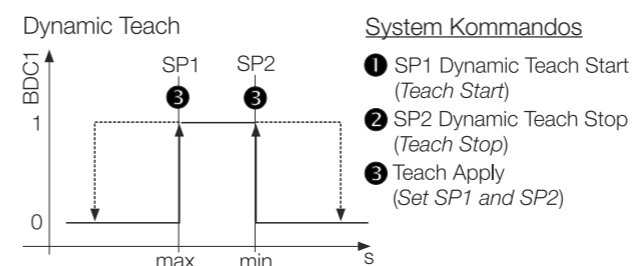 Dynamic Teach
BDC1
SP1 SP2
❸ ❸
1
0
max min s
System Kommandos
❶ SP1 Dynamic Teach Start
(Teach Start)
❷ SP2 Dynamic Teach Stop
(Teach Stop)
❸ Teach Apply
(Set SP1 and SP2)